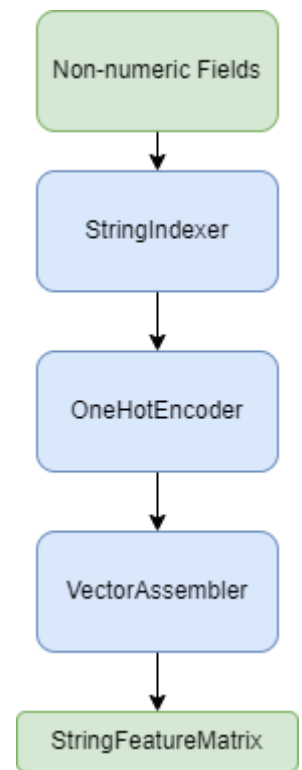 Non-numeric Fields
StringIndexer
OneHotEncoder
VectorAssembler
StringFeatureMatrix